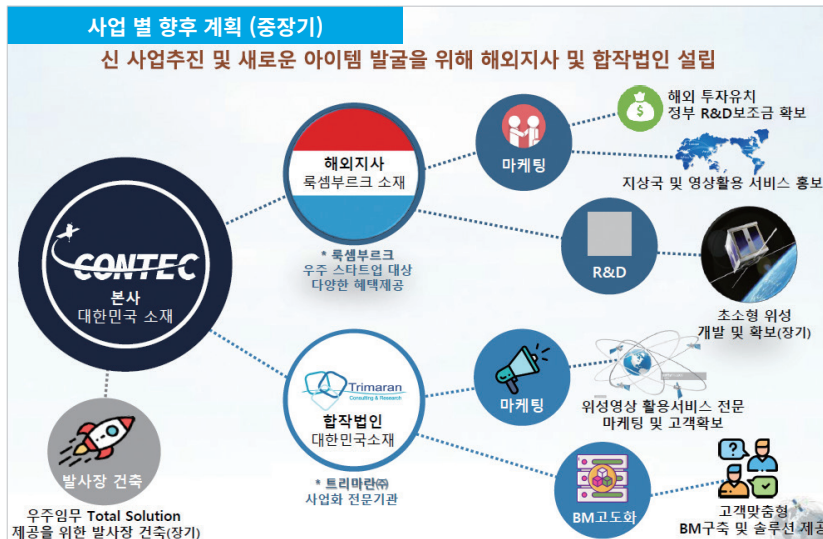 사업 별 향후 계획 (중장기)
신 사업추진 및 새로운 아이템 발굴을 위해 해외지사 및 합작법인 설립
CONTEC
본사
대한민국 소재
발사장 건축
우주임무 Total Solution
제공을 위한 발사장 건축(장기)
해외지사
룩셈부르크 소재
* 룩셈부르크
우주 스타트업 대상
다양한 혜택제공
마케팅
해외 투자유치
정부 R&D보조금 확보
지상국 및 영상활용 서비스 홍보
R&D
초소형 위성
개발 및 확보(장기)
Trimaran
Consulting & Research
합작법인
대한민국소재
* 트리마란㈜
사업화 전문기관
마케팅
위성영상 활용서비스 전문
마케팅 및 고객확보
BM고도화
고객맞춤형
BM구축 및 솔루션 제공